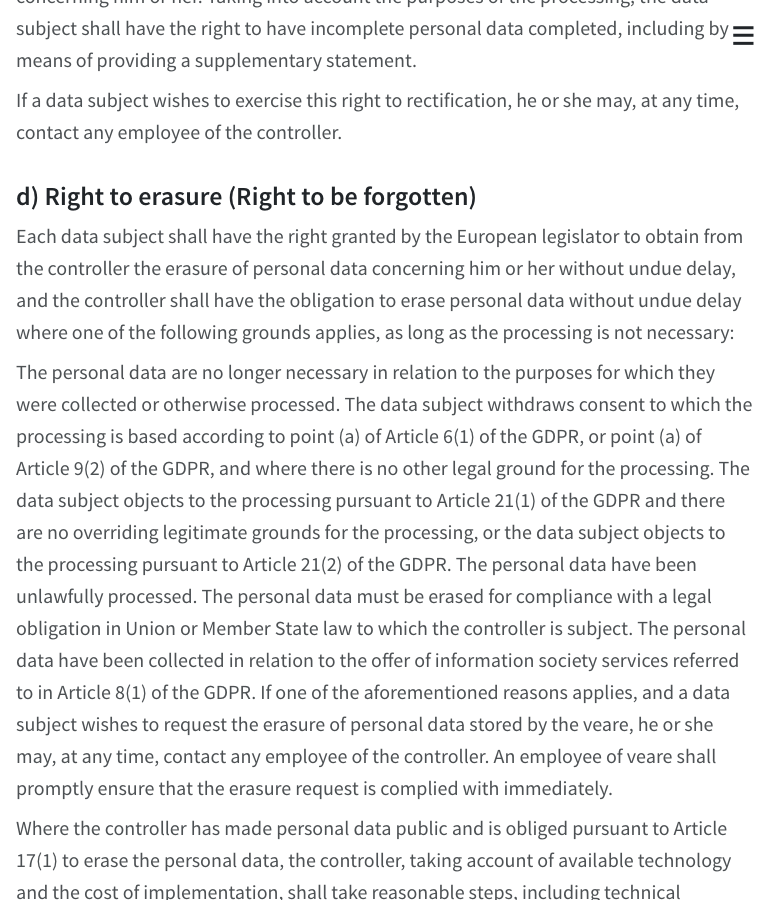 concerning him or her. Taking into account the purposes of the processing, the data
subject shall have the right to have incomplete personal data completed, including by
means of providing a supplementary statement.
If a data subject wishes to exercise this right to rectification, he or she may, at any time,
contact any employee of the controller.
d) Right to erasure (Right to be forgotten)
Each data subject shall have the right granted by the European legislator to obtain from
the controller the erasure of personal data concerning him or her without undue delay,
and the controller shall have the obligation to erase personal data without undue delay
where one of the following grounds applies, as long as the processing is not necessary:
The personal data are no longer necessary in relation to the purposes for which they
were collected or otherwise processed. The data subject withdraws consent to which the
processing is based according to point (a) of Article 6(1) of the GDPR, or point (a) of
Article 9(2) of the GDPR, and where there is no other legal ground for the processing. The
data subject objects to the processing pursuant to Article 21(1) of the GDPR and there
are no overriding legitimate grounds for the processing, or the data subject objects to
the processing pursuant to Article 21(2) of the GDPR. The personal data have been
unlawfully processed. The personal data must be erased for compliance with a legal
obligation in Union or Member State law to which the controller is subject. The personal
data have been collected in relation to the offer of information society services referred
to in Article 8(1) of the GDPR. If one of the aforementioned reasons applies, and a data
subject wishes to request the erasure of personal data stored by the veare, he or she
may, at any time, contact any employee of the controller. An employee of veare shall
promptly ensure that the erasure request is complied with immediately.
Where the controller has made personal data public and is obliged pursuant to Article
17(1) to erase the personal data, the controller, taking account of available technology
and the cost of implementation, shall take reasonable steps, including technical